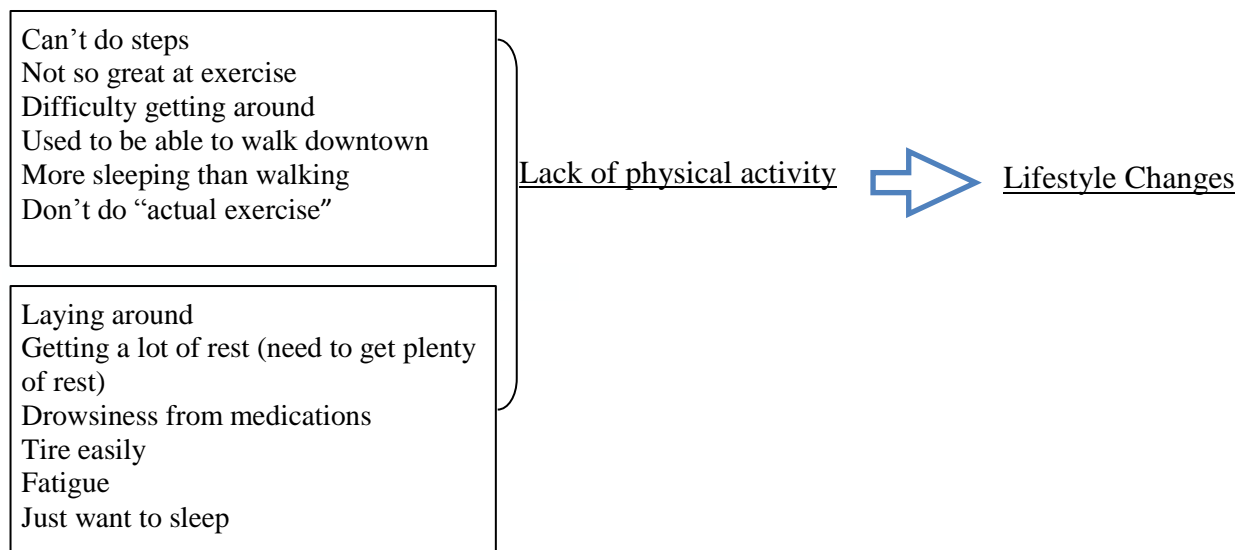 Can’t do steps
Not so great at exercise
Difficulty getting around
Used to be able to walk downtown
More sleeping than walking
Don’t do “actual exercise”
Lack of physical activity
Lifestyle Changes
Laying around
Getting a lot of rest (need to get plenty
of rest)
Drowsiness from medications
Tire easily
Fatigue
Just want to sleep